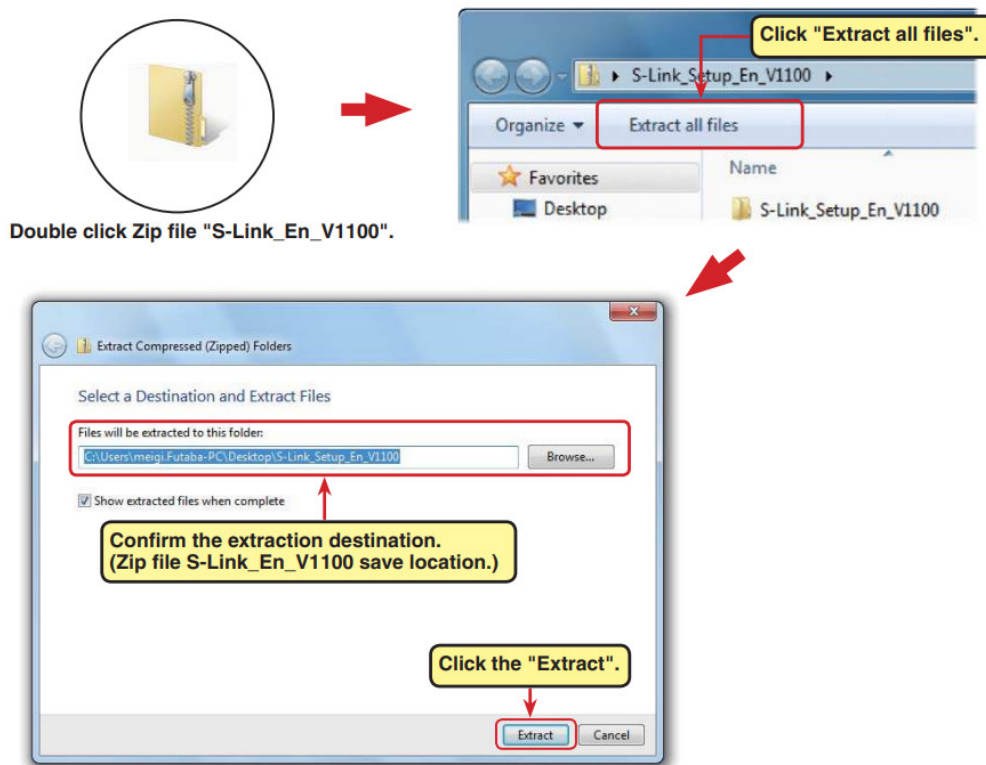 Double click Zip file "S-Link_En_V1100".
Click "Extract all files".
S-Link_Setup_En_V1100
Organize
Extract all files
Favorites
Name
Desktop
S-Link_Setup_En_V1100
Extract Compressed (Zipped) Folders
Select a Destination and Extract Files
Files will be extracted to this folder:
C:\Users\meigi.Futaba-PC\Desktop\S-Link_Setup_En_V1100
Browse...
Show extracted files when complete
Confirm the extraction destination.
(Zip file S-Link_En_V1100 save location.)
Click the "Extract".
Extract
Cancel